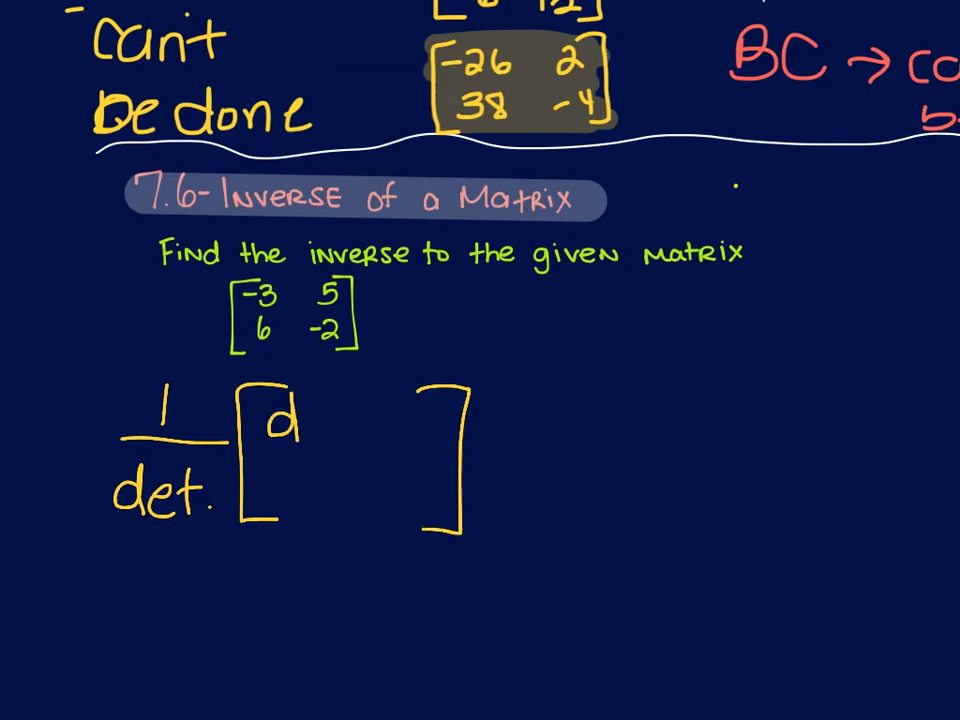 can't
be done
-26 2
38 -4
BC →
7.6- Inverse of a Matrix
Find the inverse to the given matrix
-3 5
6 -2
1
det.
d